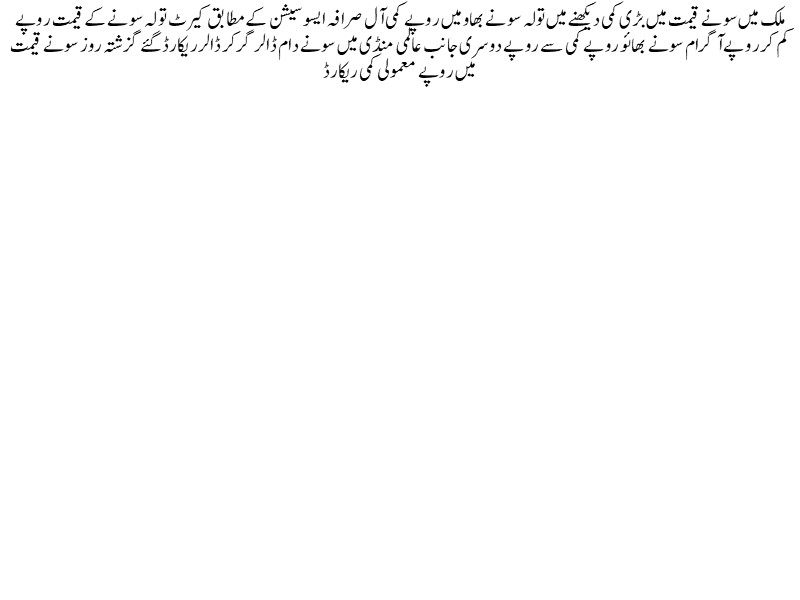 ملک میں سونے قیمت میں بڑی کمی دیکھنے میں تولہ سونے بھاو میں روپے کمی آل صرافہ ایسوسیشن کے مطابق کیرٹ تولہ سونے کے قیمت روپے
کم کر روپے آ گرام سونے بھائو روپے کمی سے روپے دوسری جانب عالمی منڈی میں سونے دام ڈالر گر کر ڈالر ریکارڈ گئے گزشتہ روز سونے قیمت
میں روپے معمولی کمی ریکارڈ